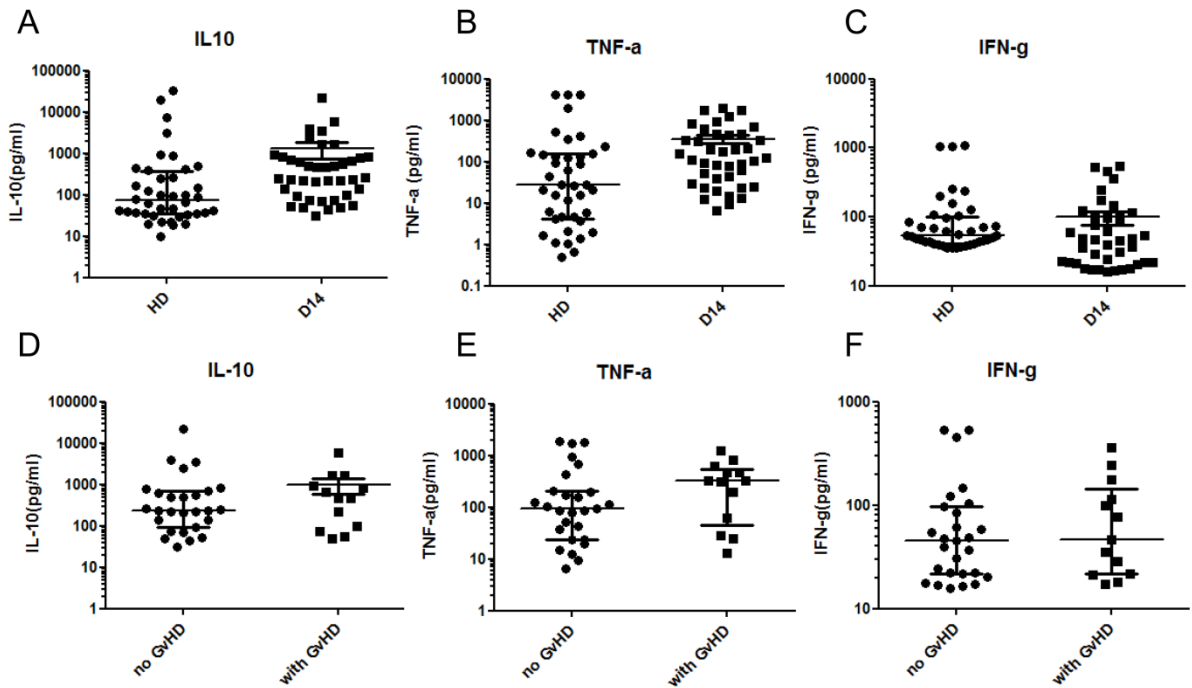 A
IL10
IL-10(pg/ml)
100000
10000
1000
100
10
1
HD
D14
B
TNF-a
TNF-a (pg/ml)
10000
1000
100
10
1
0.1
HD
D14
C
IFN-g
IFN-g (pg/ml)
10000
1000
100
10
HD
D14
D
IL-10
IL-10(pg/ml)
100000
10000
1000
100
10
1
no GvHD
with GvHD
E
TNF-a
TNF-a(pg/ml)
10000
1000
100
10
1
no GvHD
with GvHD
F
IFN-g
IFN-g(pg/ml)
1000
100
10
no GvHD
with GvHD